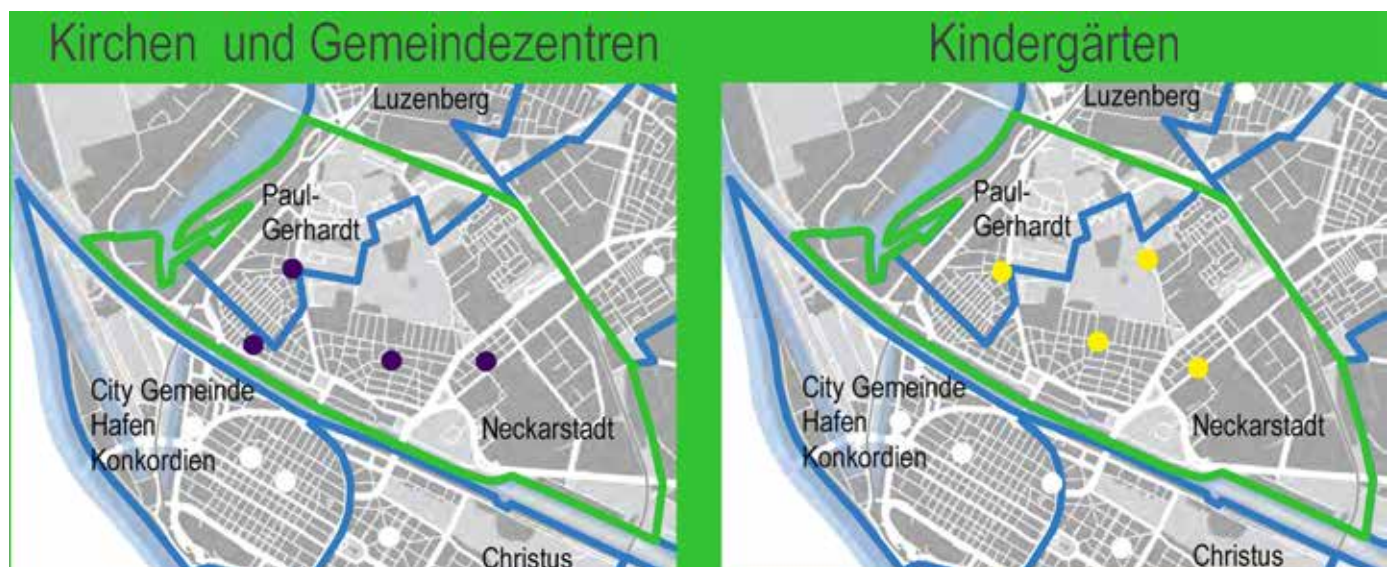 Kirchen und Gemeindezentren
Luzenberg
Paul-
Gerhardt
City Gemeinde
Hafen
Konkordien
Neckarstadt
Christus
Kindergärten
Luzenberg
Paul-
Gerhardt
City Gemeinde
Hafen
Konkordien
Neckarstadt
Christus